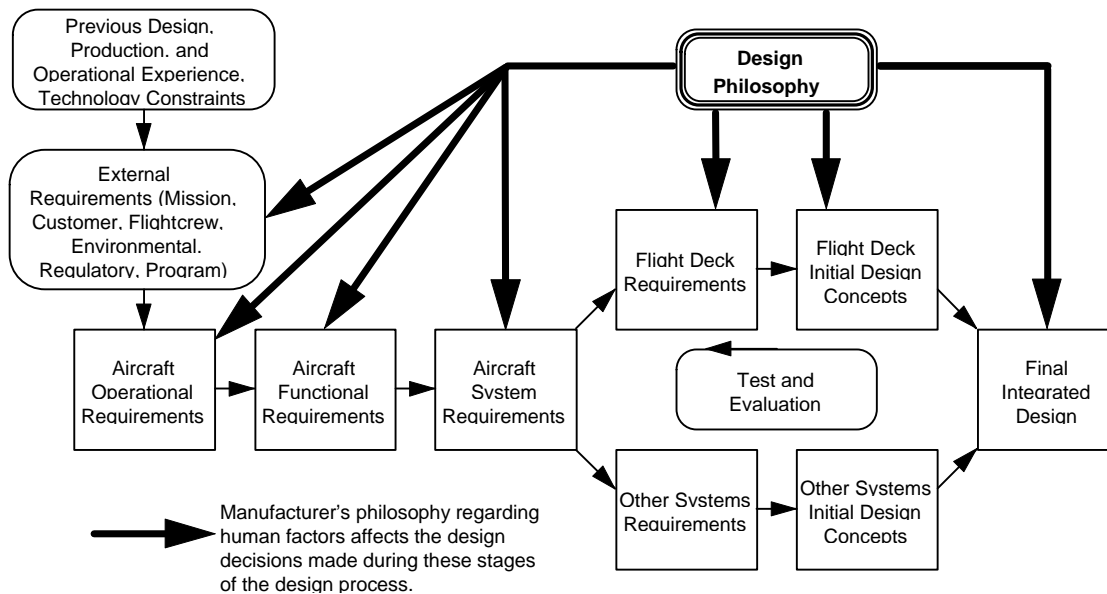 Previous Design,
Production, and
Operational Experience,
Technology Constraints
Design
Philosophy
External
Requirements (Mission,
Customer, Flightcrew,
Environmental,
Regulatory, Program)
Flight Deck
Requirements
Flight Deck
Initial Design
Concepts
Aircraft
Operational
Requirements
Aircraft
Functional
Requirements
Aircraft
System
Requirements
Test and
Evaluation
Final
Integrated
Design
Other Systems
Requirements
Other Systems
Initial Design
Concepts
Manufacturer's philosophy regarding
human factors affects the design
decisions made during these stages
of the design process.